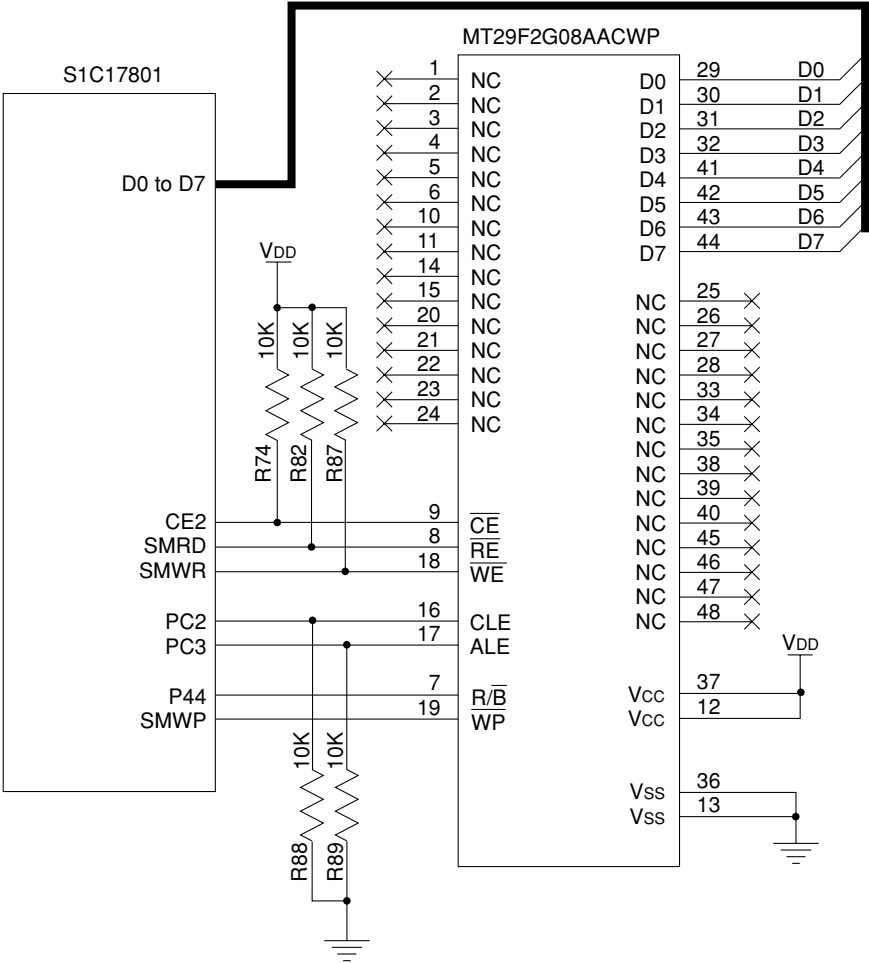 MT29F2G08AACWP
S1C17801
D0 to D7
VDD
10K
10K
10K
R74
R82
R87
CE2
SMRD
SMWR
PC2
PC3
P44
SMWP
10K
10K
R88
R89
1 NC
2 NC
3 NC
4 NC
5 NC
6 NC
10 NC
11 NC
14 NC
15 NC
20 NC
21 NC
22 NC
23 NC
24 NC
9 CE
8 RE
18 WE
16 CLE
17 ALE
7 R/B
19 WP
D0 29 D0
D1 30 D1
D2 31 D2
D3 32 D3
D4 41 D4
D5 42 D5
D6 43 D6
D7 44 D7
NC 25
NC 26
NC 27
NC 28
NC 33
NC 34
NC 35
NC 38
NC 39
NC 40
NC 45
NC 46
NC 47
NC 48
VDD
VCC 37
VCC 12
VSS 36
VSS 13